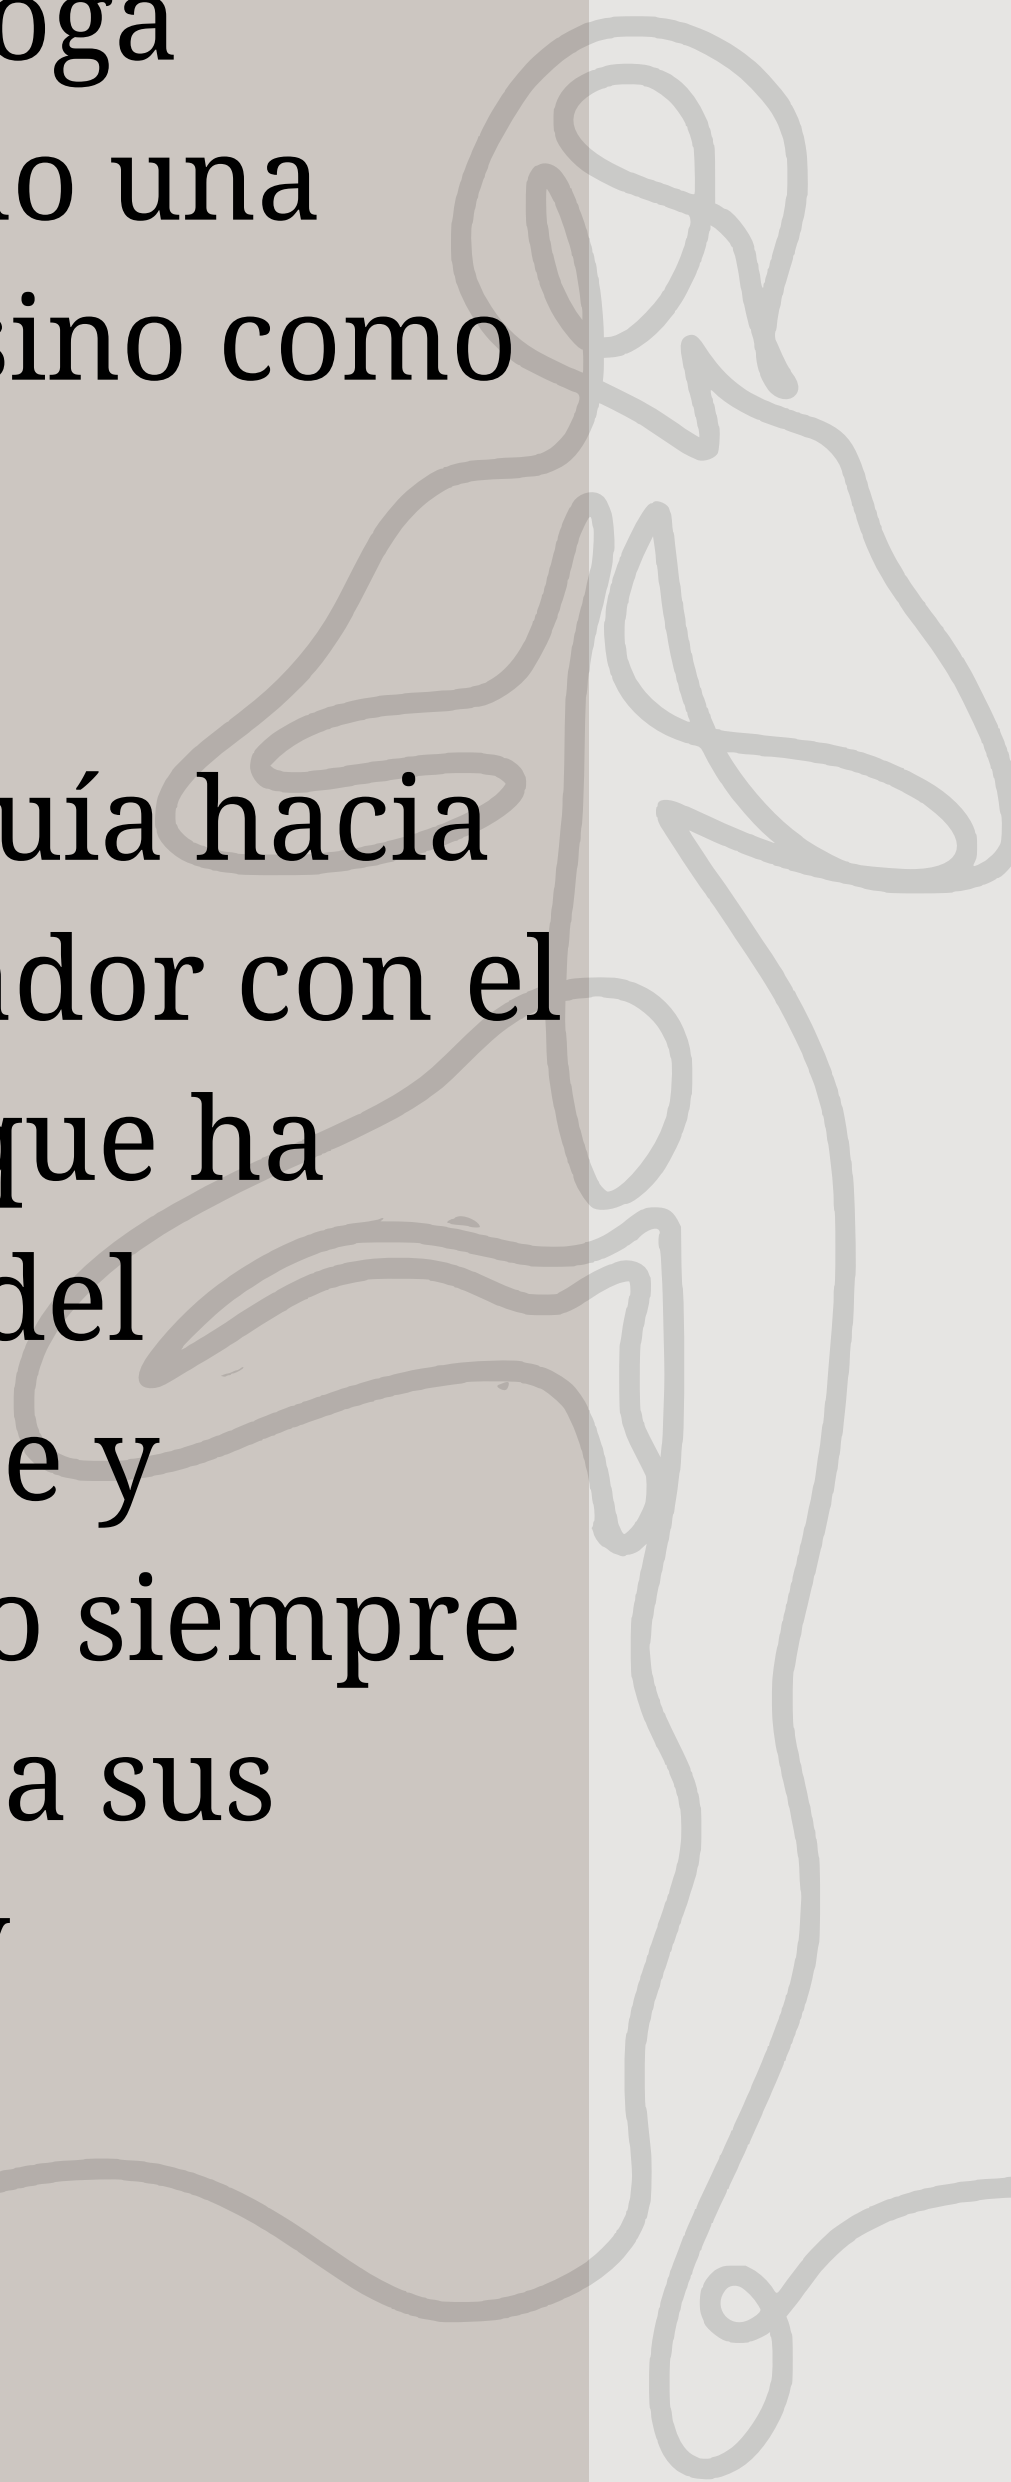 oga
o una
sino como
uía hacia
ador con el
que ha
del
e y
o siempre
a sus